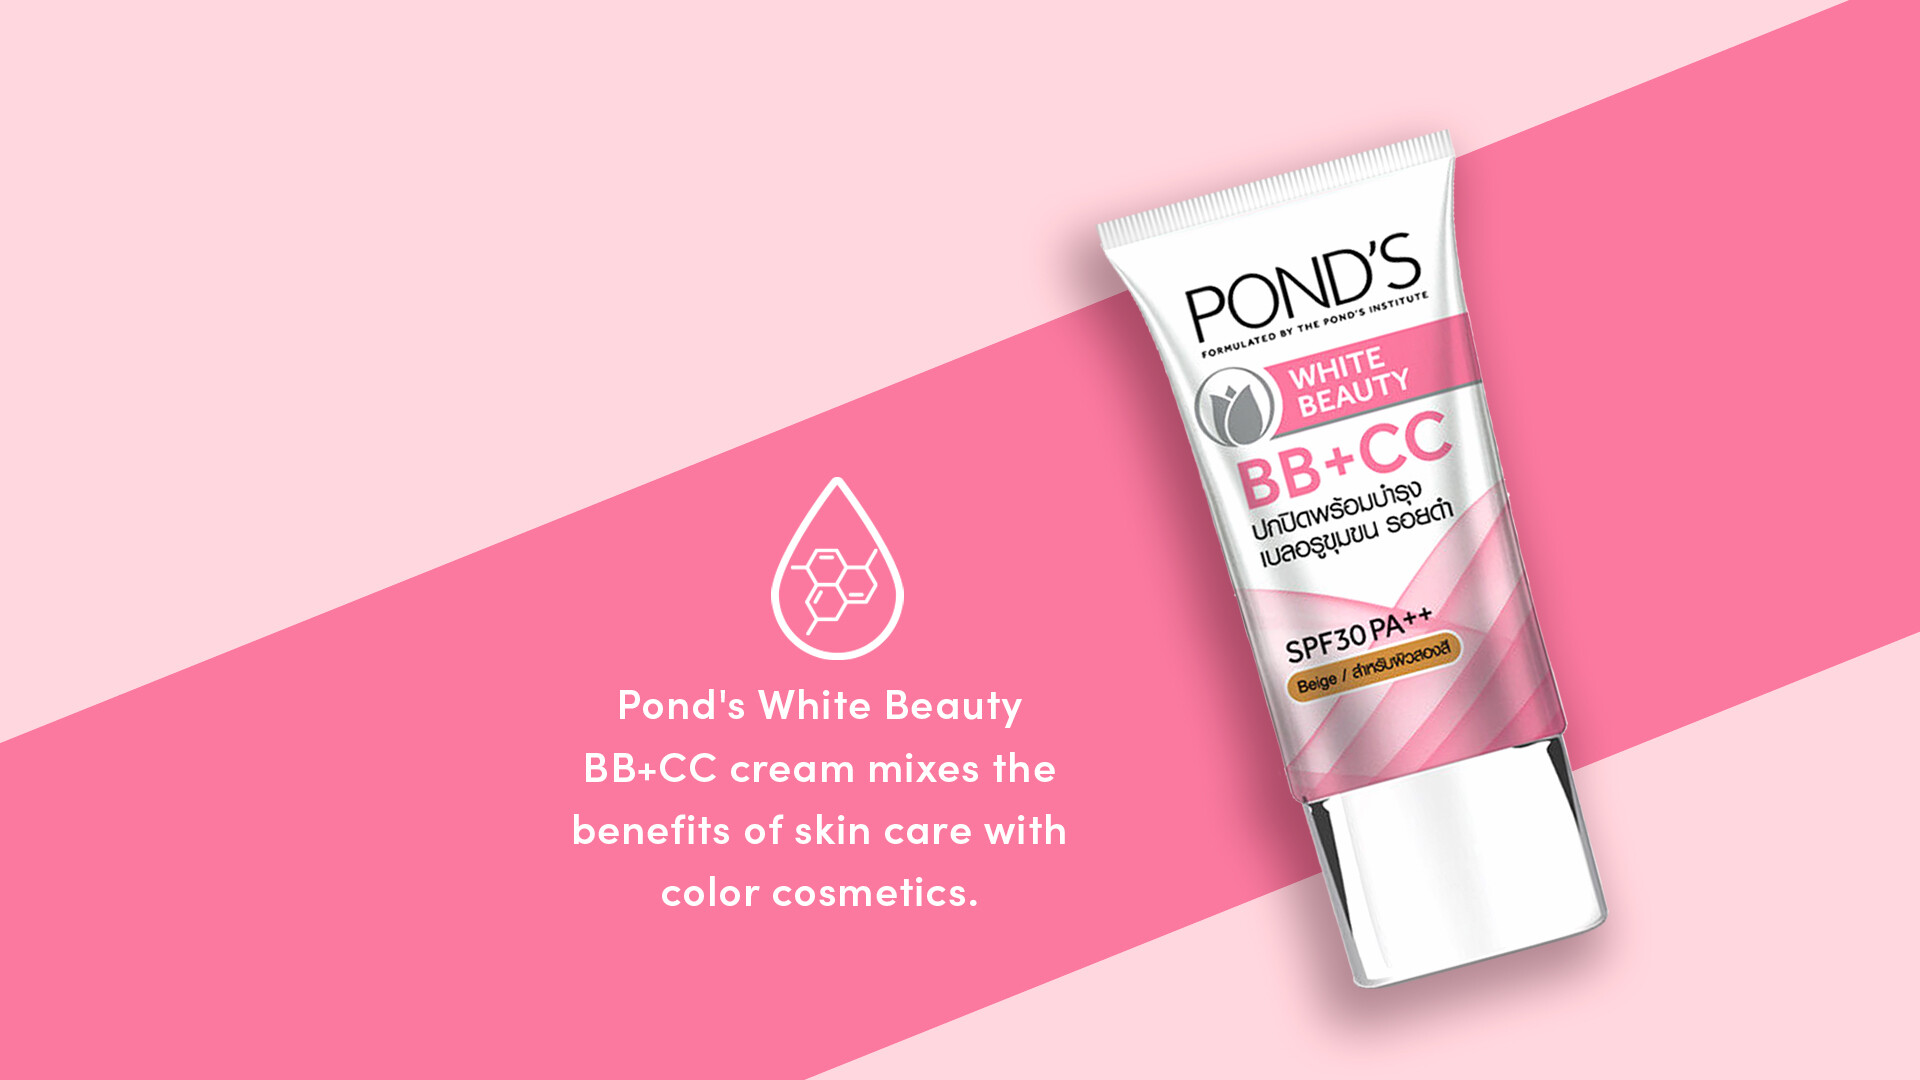 POND'S
FORMULATED BY THE POND'S INSTITUTE
WHITE
BEAUTY
BB+CC
ปกปิดพร้อมบำรุง
เบลอรูขุมขน รอยดำ
SPF30 PA++
Beige / สำหรับผิวสองสี
Pond's White Beauty
BB+CC cream mixes the
benefits of skin care with
color cosmetics.